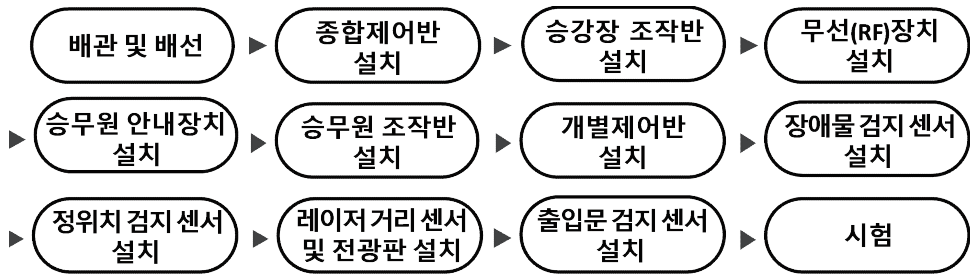 배관 및 배선
종합제어반
설치
승강장 조작반
설치
무선(RF)장치
설치
승무원 안내장치
설치
승무원 조작반
설치
개별제어반
설치
장애물 검지 센서
설치
정위치 검지 센서
설치
레이저 거리 센서
및 전광판 설치
출입문 검지 센서
설치
시험